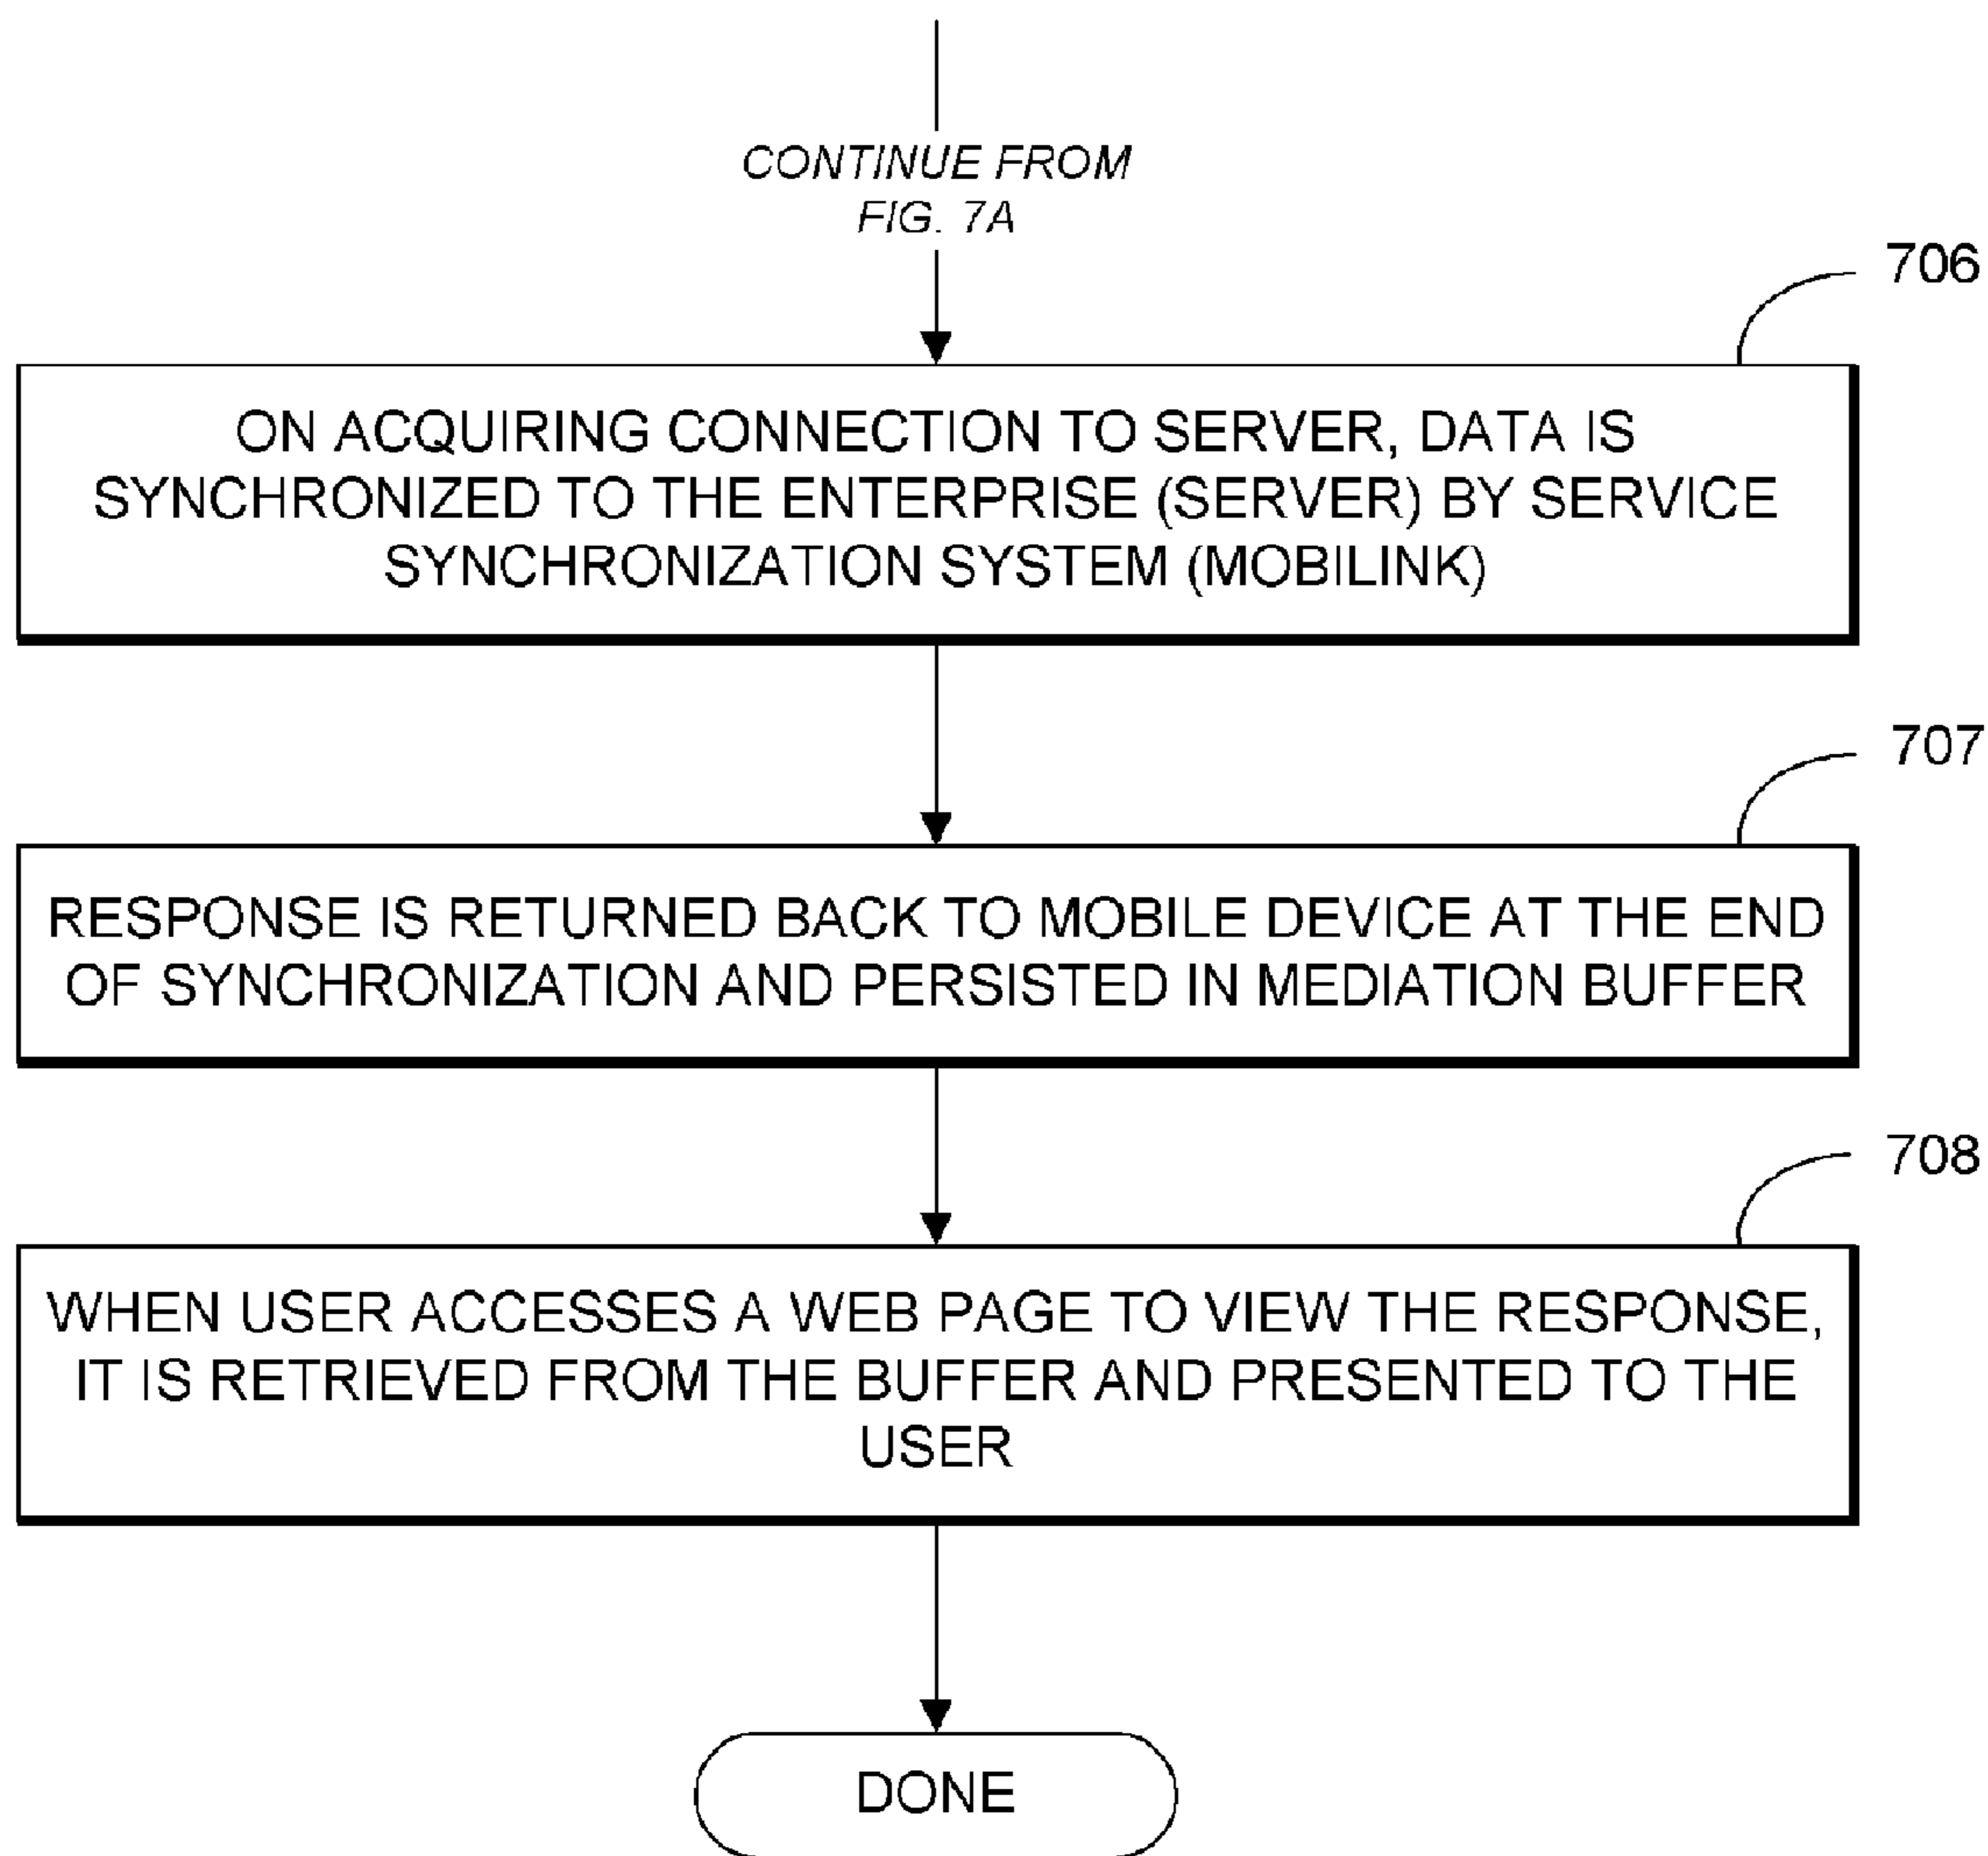 CONTINUE FROM
FIG. 7A
706
ON ACQUIRING CONNECTION TO SERVER, DATA IS
SYNCHRONIZED TO THE ENTERPRISE (SERVER) BY SERVICE
SYNCHRONIZATION SYSTEM (MOBILINK)
707
RESPONSE IS RETURNED BACK TO MOBILE DEVICE AT THE END
OF SYNCHRONIZATION AND PERSISTED IN MEDIATION BUFFER
708
WHEN USER ACCESSES A WEB PAGE TO VIEW THE RESPONSE,
IT IS RETRIEVED FROM THE BUFFER AND PRESENTED TO THE
USER
DONE